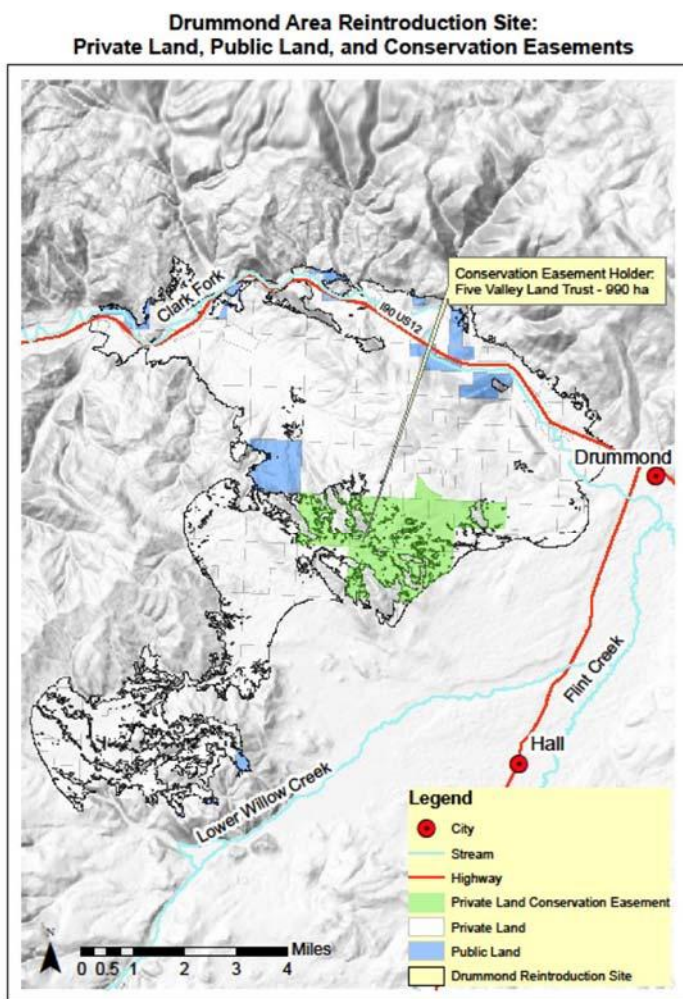 Drummond Area Reintroduction Site:
Private Land, Public Land, and Conservation Easements
Conservation Easement Holder:
Five Valley Land Trust - 990 ha
Clark Fork
I90 US12
Drummond
Flint Creek
Hall
Lower Willow Creek
Legend
City
Stream
Highway
Private Land Conservation Easement
Private Land
Public Land
Drummond Reintroduction Site
N
Miles
0 0.5 1 2 3 4